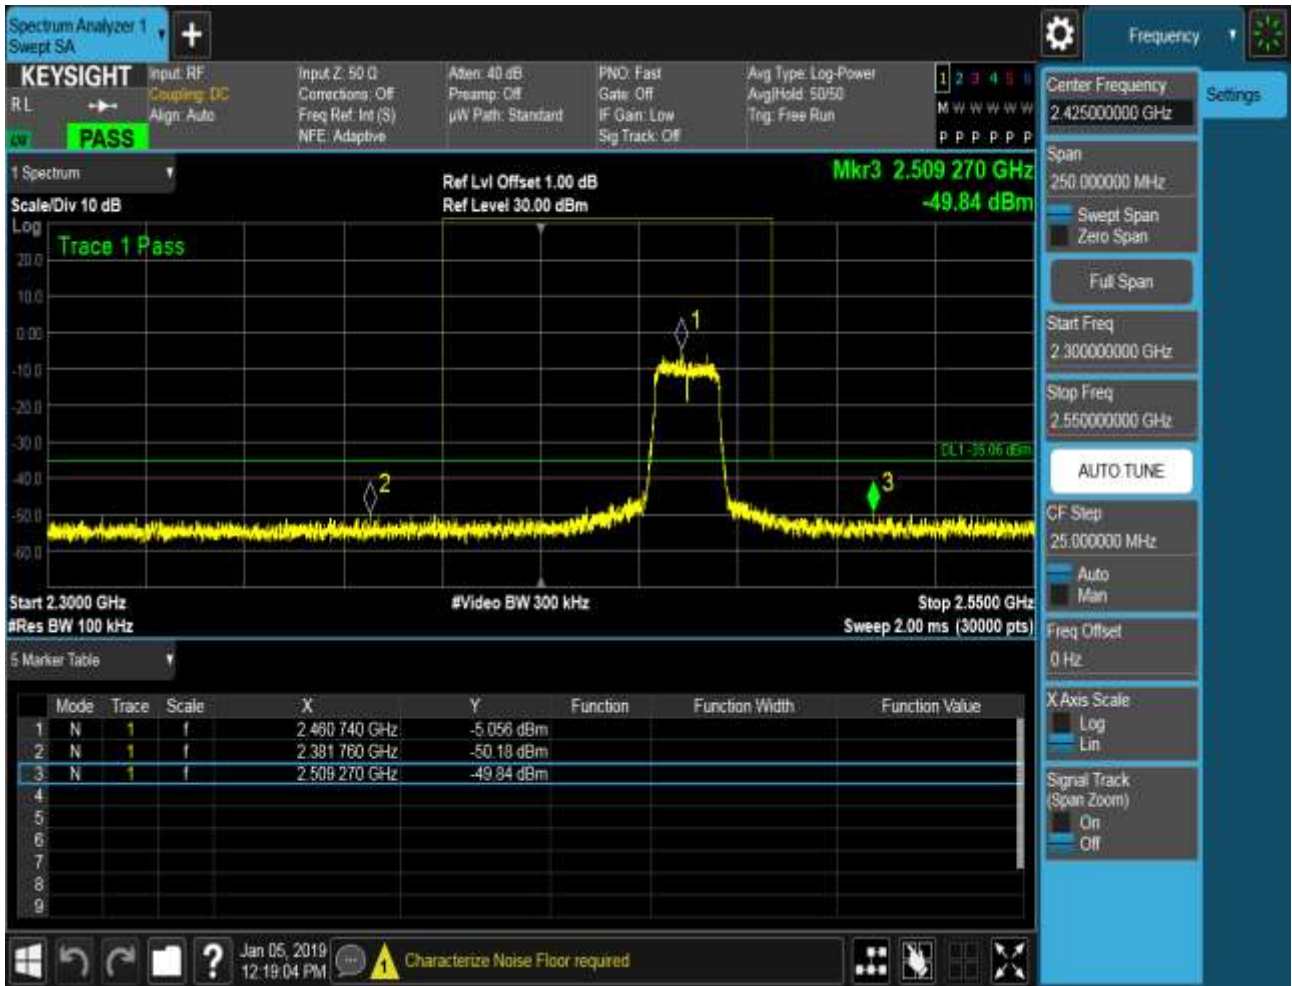 Spectrum Analyzer 1
Swept SA
+
Frequency
KEYSIGHT
RL
PASS
Input: RF
Coupling: DC
Align: Auto
Input Z: 50 Ω
Corrections: Off
Freq Ref: Int (S)
NFE: Adaptive
Atten: 40 dB
Preamp: Off
µW Path: Standard
PNO: Fast
Gate: Off
IF Gain: Low
Sig Track: Off
Avg Type: Log-Power
Avg|Hold: 50/50
Trig: Free Run
1 2 3 4 5 6
M W W W W W
P P P P P P
1 Spectrum
Scale/Div 10 dB
Ref Lvl Offset 1.00 dB
Ref Level 30.00 dBm
Mkr3 2.509 270 GHz
-49.84 dBm
Log
Trace 1 Pass
20.0
10.0
0.00
-10.0
-20.0
-30.0
-40.0
-50.0
-60.0
1
2
3
DL1 -35.06 dBm
Start 2.3000 GHz
#Res BW 100 kHz
#Video BW 300 kHz
Stop 2.5500 GHz
Sweep 2.00 ms (30000 pts)
5 Marker Table
Mode Trace Scale X Y Function Function Width Function Value
1 N 1 f 2.460 740 GHz -5.056 dBm
2 N 1 f 2.381 760 GHz -50.18 dBm
3 N 1 f 2.509 270 GHz -49.84 dBm
4
5
6
7
8
9
Center Frequency
2.425000000 GHz
Settings
Span
250.000000 MHz
Swept Span
Zero Span
Full Span
Start Freq
2.300000000 GHz
Stop Freq
2.550000000 GHz
AUTO TUNE
CF Step
25.000000 MHz
Auto
Man
Freq Offset
0 Hz
X Axis Scale
Log
Lin
Signal Track
(Span Zoom)
On
Off
?
Jan 05, 2019
12:19:04 PM
1
Characterize Noise Floor required